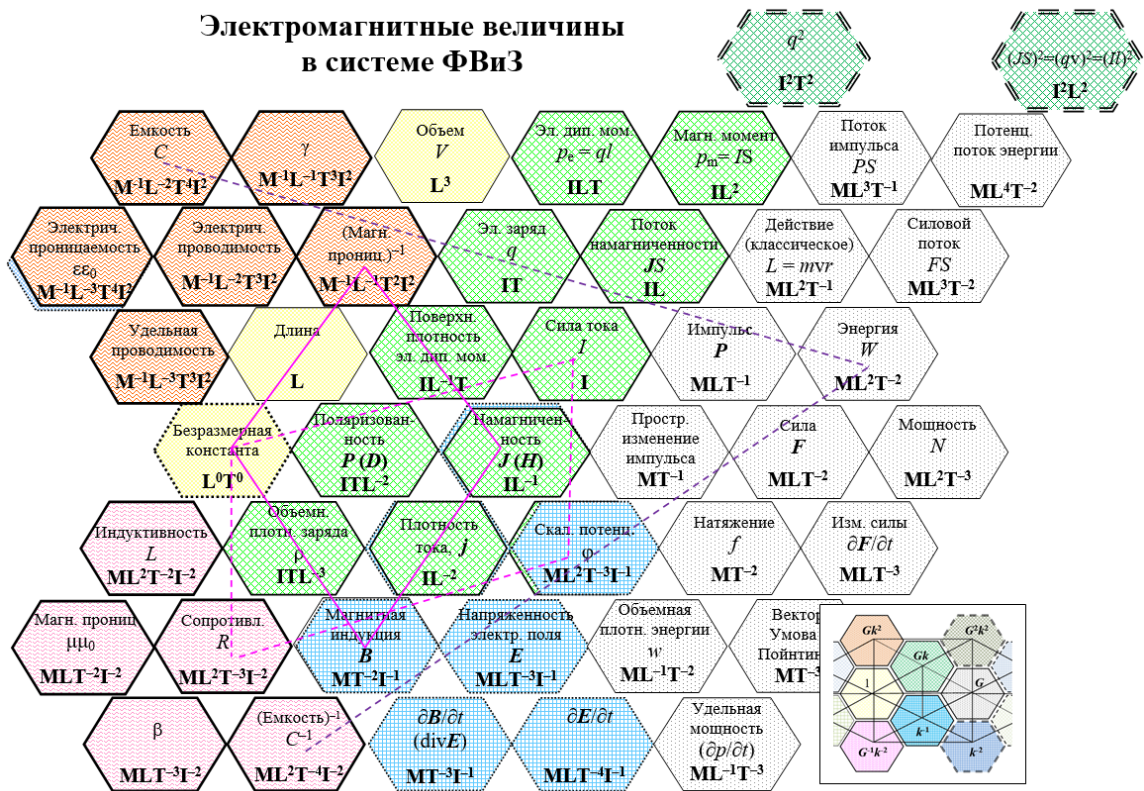 Электромагнитные величины
в системе ФВиЗ
q²
I²T²
(JS)²=(qv)²=(Il)²
I²L²
Емкость
C
M⁻¹L⁻²T⁴I²
γ
M⁻¹L⁻¹T³I²
Объем
V
L³
Эл. дип. мом.
pₑ = ql
ILT
Магн. момент
pₘ = IS
IL²
Поток
импульса
PS
ML³T⁻¹
Потенц.
поток энергии
ML⁴T⁻²
Электрич.
проницаемость
εε₀
M⁻¹L⁻³T⁴I²
Электрич.
проводимость
M⁻¹L⁻²T³I²
(Магн.
прониц.)⁻¹
M⁻¹L⁻¹T²I²
Эл. заряд
q
IT
Поток
намагниченности
JS
IL
Действие
(классическое)
L = mvr
ML²T⁻¹
Силовой
поток
FS
ML³T⁻²
Удельная
проводимость
M⁻¹L⁻³T³I²
Длина
L
Поверхн.
плотность
эл. дип. мом.
IL⁻¹T
Сила тока
I
I
Импульс
P
MLT⁻¹
Энергия
W
ML²T⁻²
Безразмерная
константа
L⁰T⁰
Поляризован-
ность
P (D)
ITL⁻²
Намагничен-
ность
J (H)
IL⁻¹
Простр.
изменение
импульса
MT⁻¹
Сила
F
MLT⁻²
Мощность
N
ML²T⁻³
Индуктивность
L
ML²T⁻²I⁻²
Объемн.
плотн. заряда
ρ
ITL⁻³
Плотность
тока, j
IL⁻²
Скал. потенц.
φ
ML²T⁻³I⁻¹
Натяжение
f
MT⁻²
Изм. силы
∂F/∂t
MLT⁻³
Магн. прониц
μμ₀
MLT⁻²I⁻²
Сопротивл.
R
ML²T⁻³I⁻²
Магнитная
индукция
B
MT⁻²I⁻¹
Напряженность
электр. поля
E
MLT⁻³I⁻¹
Объемная
плотн. энергии
w
ML⁻¹T⁻²
Вектор
Умова
Пойнтин
MT⁻³
β
MLT⁻³I⁻²
(Емкость)⁻¹
C⁻¹
ML²T⁻⁴I⁻²
∂B/∂t
(divE)
MT⁻³I⁻¹
∂E/∂t
MLT⁻⁴I⁻¹
Удельная
мощность
(∂p/∂t)
ML⁻¹T⁻³
Gk²
G²k²
Gk
1
G
k⁻¹
G⁻¹k⁻²
k⁻²